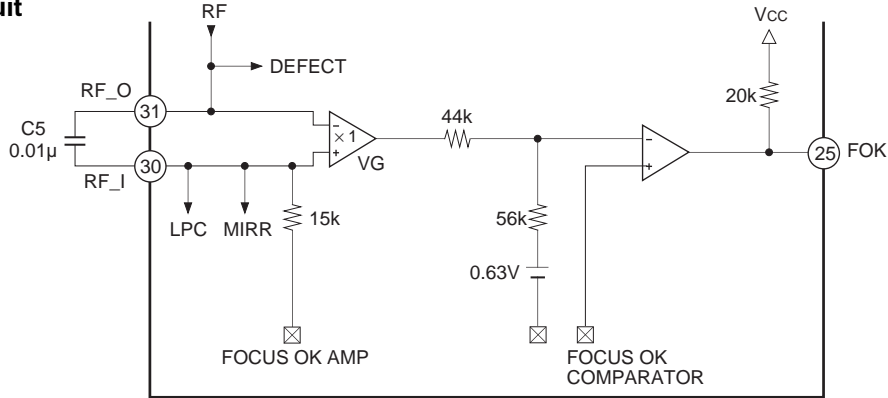 uit
RF
DEFECT
RF_O
31
C5
0.01µ
30
RF_I
LPC
MIRR
15k
−
× 1
+
VG
44k
56k
0.63V
−
+
VCC
20k
25
FOK
FOCUS OK AMP
FOCUS OK
COMPARATOR